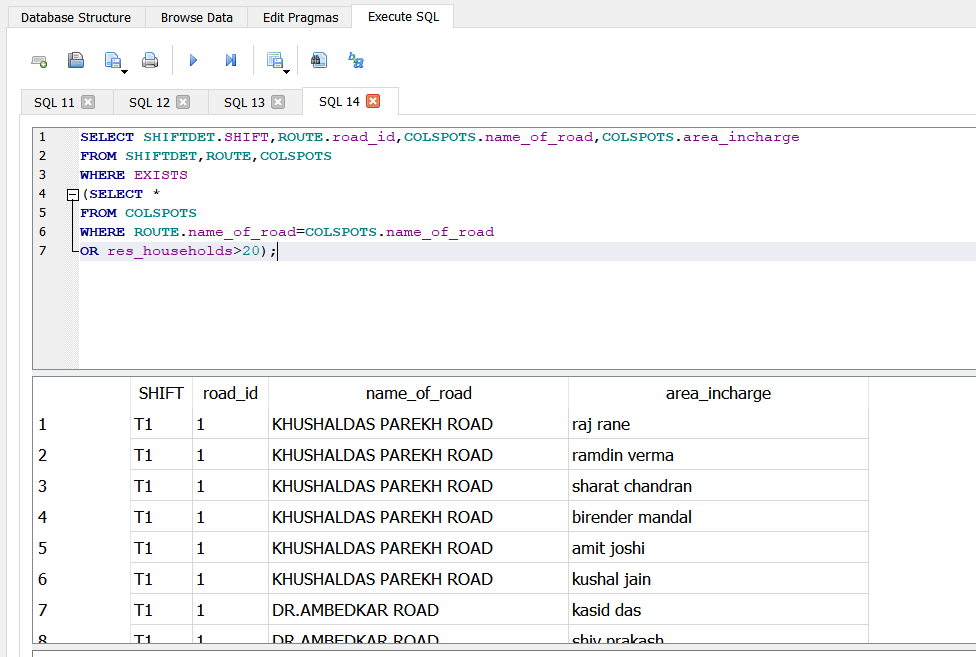 Database Structure Browse Data Edit Pragmas Execute SQL
SQL 11 SQL 12 SQL 13 SQL 14
1 SELECT SHIFTDET.SHIFT,ROUTE.road_id,COLSPOTS.name_of_road,COLSPOTS.area_incharge
2 FROM SHIFTDET,ROUTE,COLSPOTS
3 WHERE EXISTS
4 (SELECT *
5 FROM COLSPOTS
6 WHERE ROUTE.name_of_road=COLSPOTS.name_of_road
7 OR res_households>20);
SHIFT road_id name_of_road area_incharge
1 T1 1 KHUSHALDAS PAREKH ROAD raj rane
2 T1 1 KHUSHALDAS PAREKH ROAD ramdin verma
3 T1 1 KHUSHALDAS PAREKH ROAD sharat chandran
4 T1 1 KHUSHALDAS PAREKH ROAD birender mandal
5 T1 1 KHUSHALDAS PAREKH ROAD amit joshi
6 T1 1 KHUSHALDAS PAREKH ROAD kushal jain
7 T1 1 DR.AMBEDKAR ROAD kasid das
8 T1 1 DR.AMBEDKAR ROAD shiv prakash